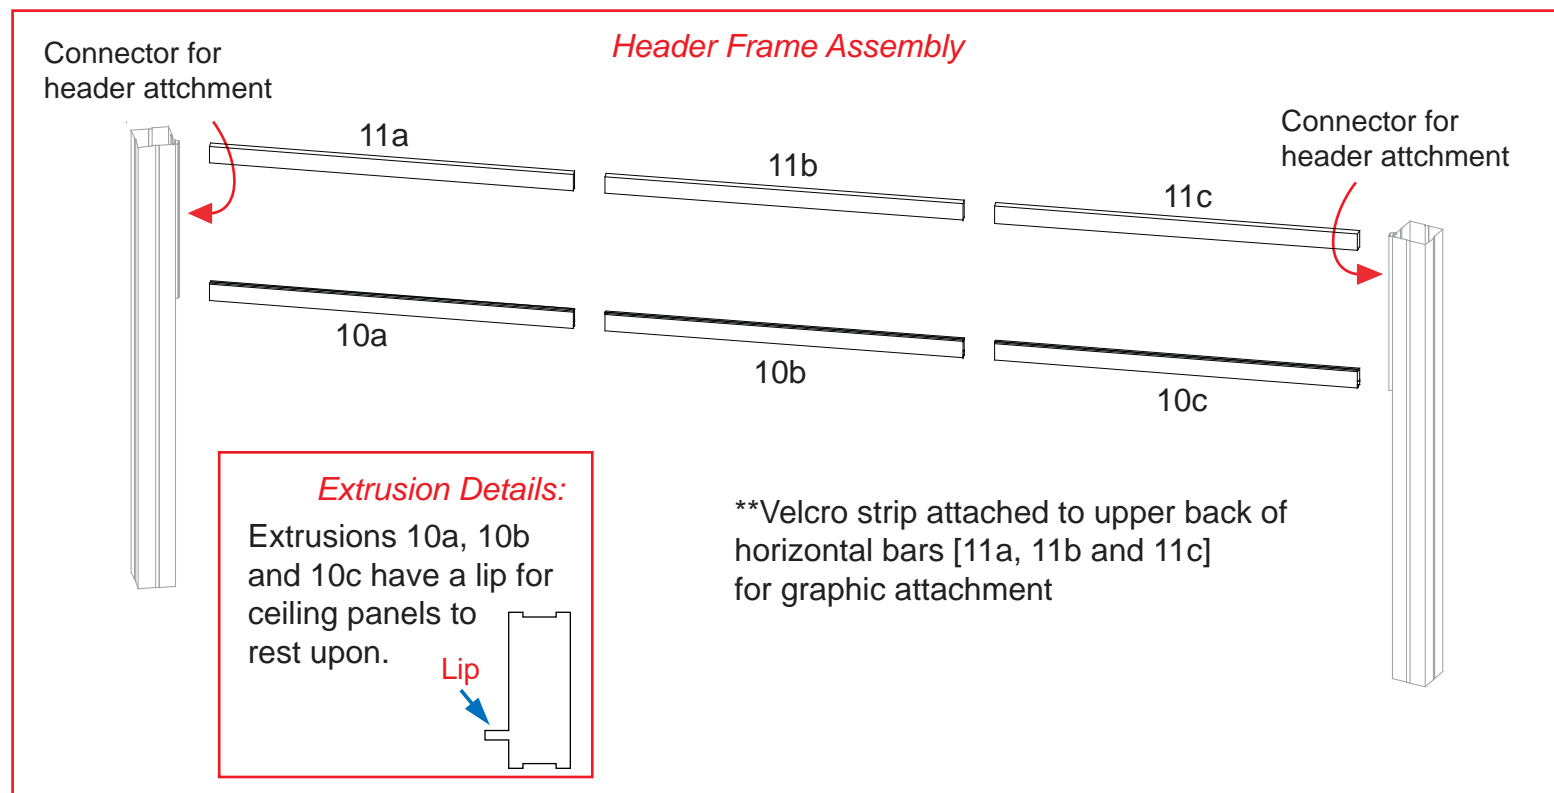 Header Frame Assembly
Connector for
header attchment
11a
11b
11c
Connector for
header attchment
10a
10b
10c
Extrusion Details:
Extrusions 10a, 10b
and 10c have a lip for
ceiling panels to
rest upon.
Lip
**Velcro strip attached to upper back of
horizontal bars [11a, 11b and 11c]
for graphic attachment